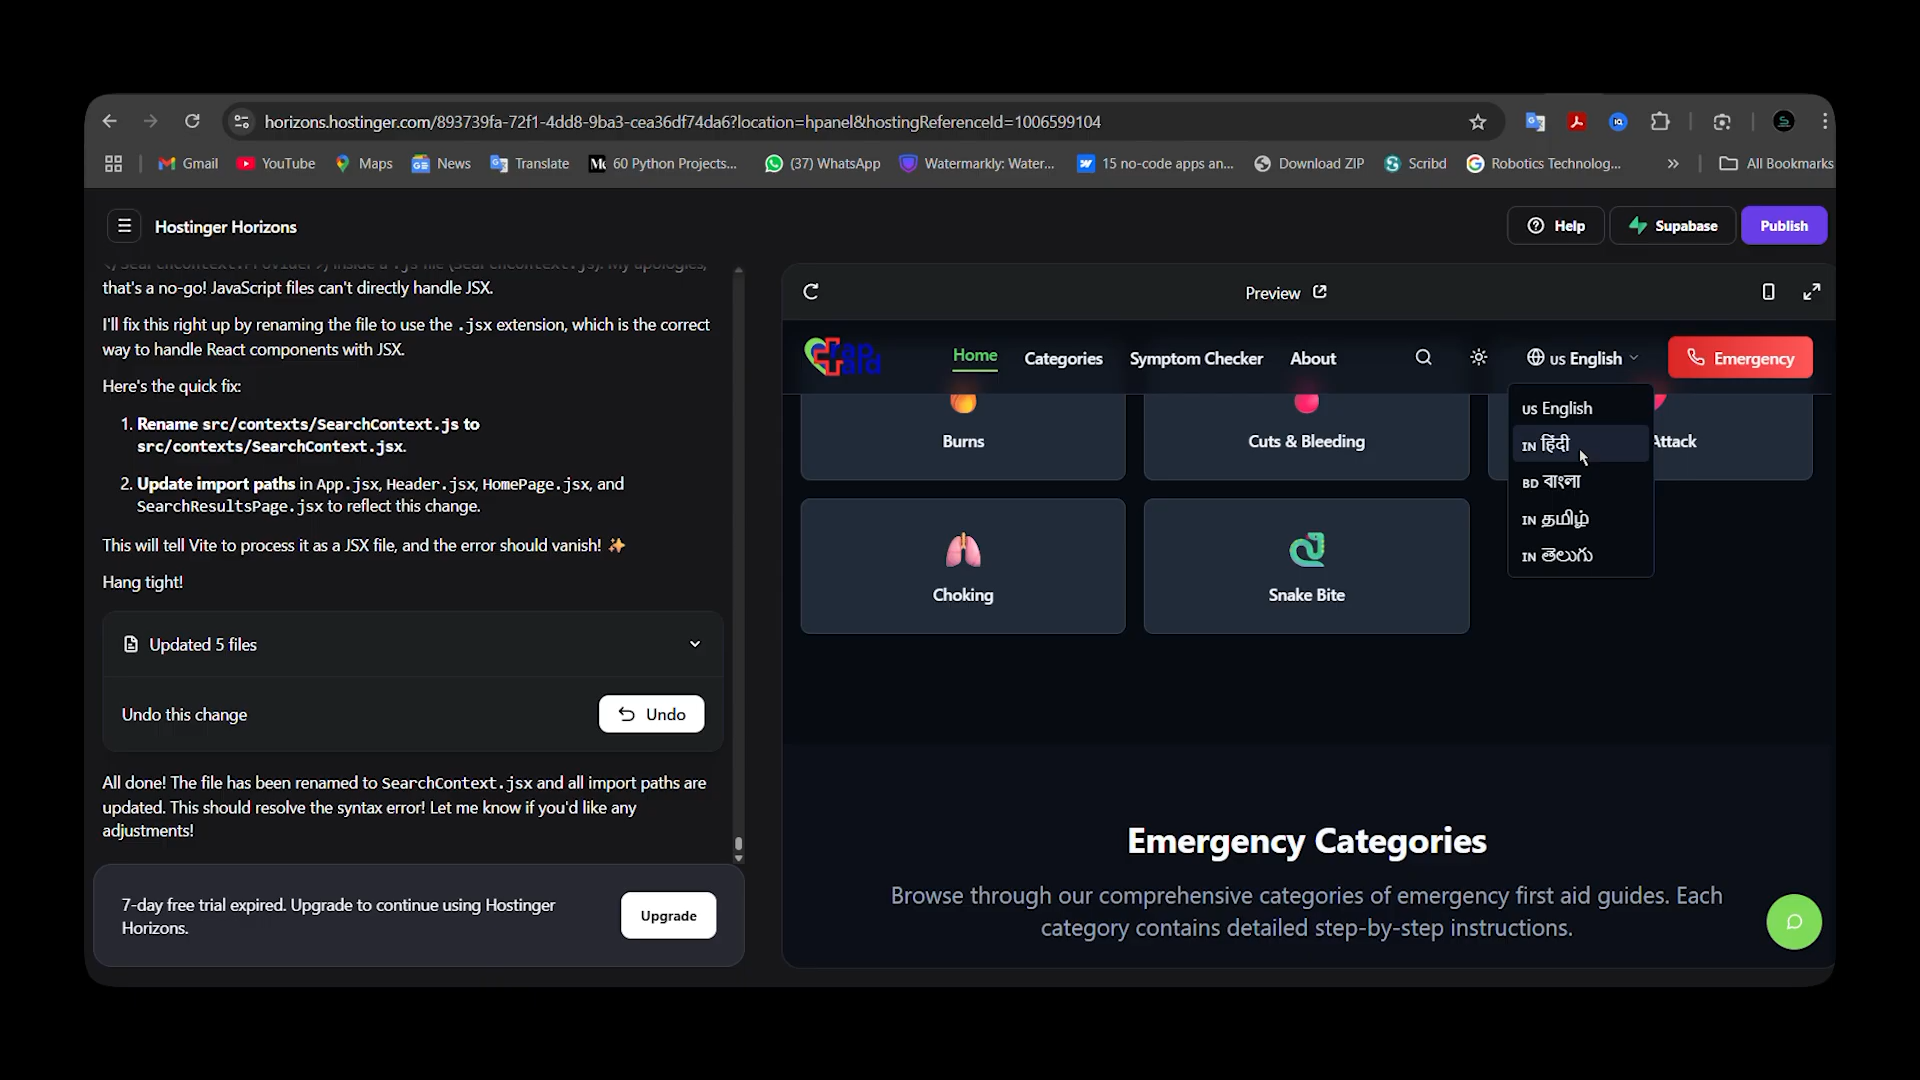 horizons.hostinger.com/893739fa-72f1-4dd8-9ba3-cea36df74da6?location=hpanel&hostingReferenceId=1006599104
Gmail YouTube Maps News Translate 60 Python Projects... (37) WhatsApp Watermarkly: Water... 15 no-code apps an... Download ZIP Scribd Robotics Technolog... » All Bookmarks
Hostinger Horizons
Help
Supabase
Publish
</SearchContext.Provider>) inside a .js file (SearchContext.js). My apologies,
that's a no-go! JavaScript files can't directly handle JSX.
I'll fix this right up by renaming the file to use the .jsx extension, which is the correct
way to handle React components with JSX.
Here's the quick fix:
1. Rename src/contexts/SearchContext.js to
src/contexts/SearchContext.jsx.
2. Update import paths in App.jsx, Header.jsx, HomePage.jsx, and
SearchResultsPage.jsx to reflect this change.
This will tell Vite to process it as a JSX file, and the error should vanish! ✨
Hang tight!
Updated 5 files
Undo this change
Undo
All done! The file has been renamed to SearchContext.jsx and all import paths are
updated. This should resolve the syntax error! Let me know if you'd like any
adjustments!
7-day free trial expired. Upgrade to continue using Hostinger
Horizons.
Upgrade
Preview
Home Categories Symptom Checker About us English Emergency
us English
IN हिंदी
BD বাংলা
IN தமிழ்
IN తెలుగు
Burns
Cuts & Bleeding
Attack
Choking
Snake Bite
Emergency Categories
Browse through our comprehensive categories of emergency first aid guides. Each
category contains detailed step-by-step instructions.